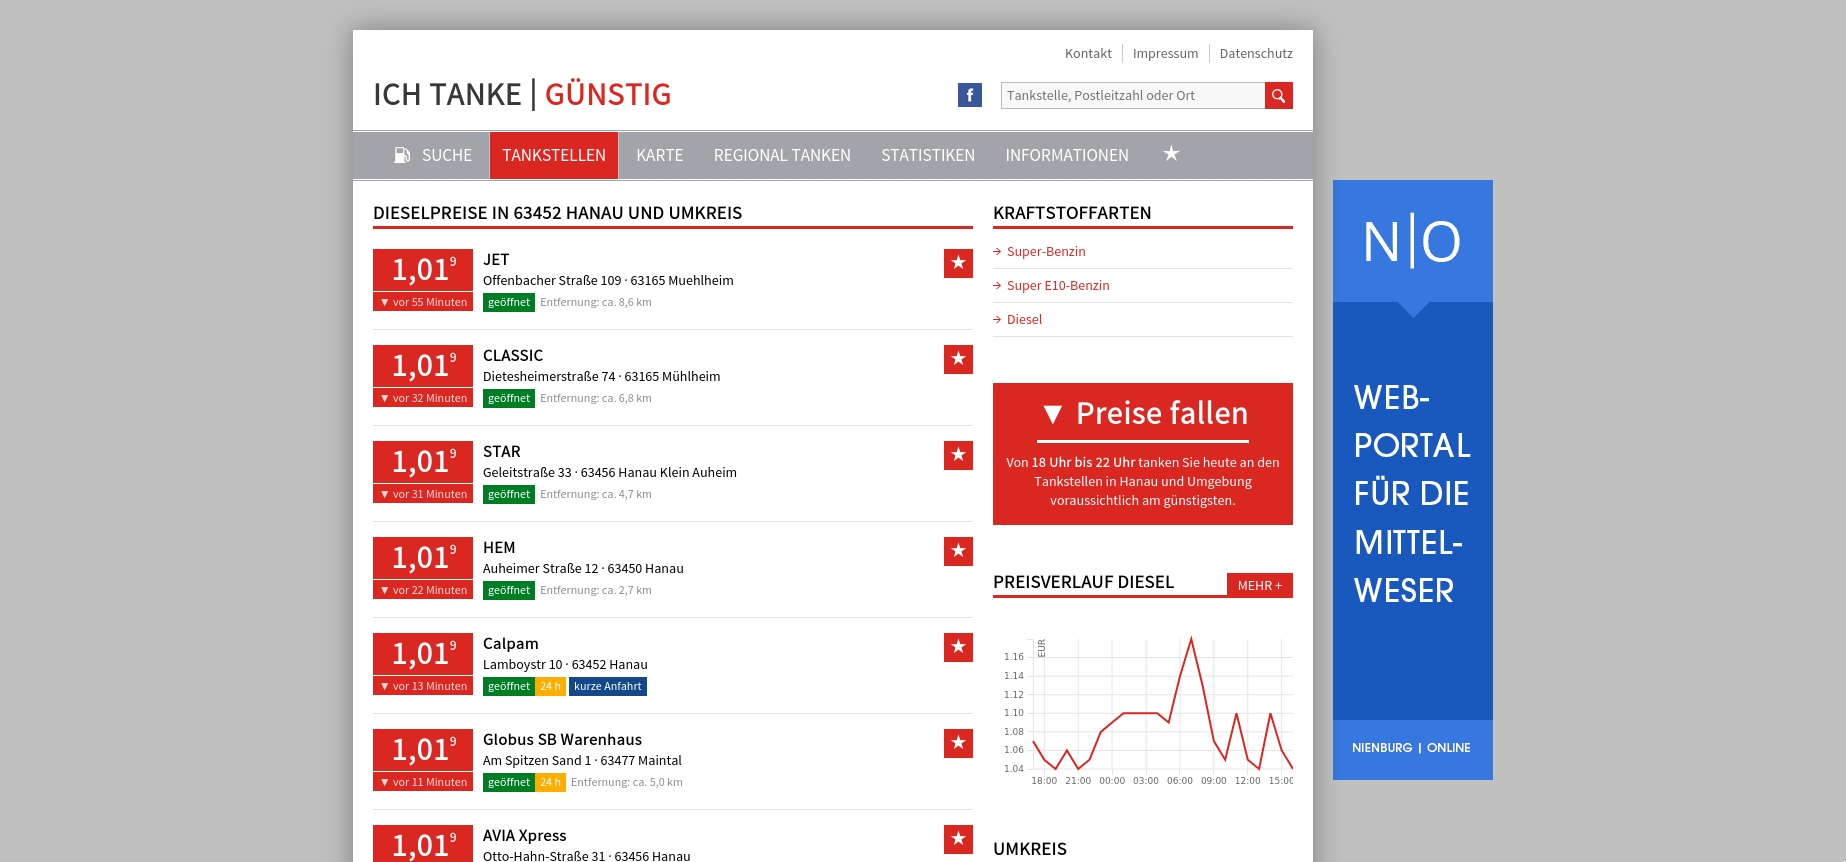 Kontakt
Impressum
Datenschutz
ICH TANKE | GÜNSTIG
f
Tankstelle, Postleitzahl oder Ort
SUCHE
TANKSTELLEN
KARTE
REGIONAL TANKEN
STATISTIKEN
INFORMATIONEN
★
DIESELPREISE IN 63452 HANAU UND UMKREIS
1,01⁹
▼ vor 55 Minuten
JET
Offenbacher Straße 109 · 63165 Muehlheim
geöffnet Entfernung: ca. 8,6 km
★
1,01⁹
▼ vor 32 Minuten
CLASSIC
Dietesheimerstraße 74 · 63165 Mühlheim
geöffnet Entfernung: ca. 6,8 km
★
1,01⁹
▼ vor 31 Minuten
STAR
Geleitstraße 33 · 63456 Hanau Klein Auheim
geöffnet Entfernung: ca. 4,7 km
★
1,01⁹
▼ vor 22 Minuten
HEM
Auheimer Straße 12 · 63450 Hanau
geöffnet Entfernung: ca. 2,7 km
★
1,01⁹
▼ vor 13 Minuten
Calpam
Lamboystr 10 · 63452 Hanau
geöffnet 24 h kurze Anfahrt
★
1,01⁹
▼ vor 11 Minuten
Globus SB Warenhaus
Am Spitzen Sand 1 · 63477 Maintal
geöffnet 24 h Entfernung: ca. 5,0 km
★
1,01⁹
AVIA Xpress
Otto-Hahn-Straße 31 · 63456 Hanau
★
KRAFTSTOFFARTEN
→ Super-Benzin
→ Super E10-Benzin
→ Diesel
▼ Preise fallen
Von 18 Uhr bis 22 Uhr tanken Sie heute an den
Tankstellen in Hanau und Umgebung
voraussichtlich am günstigsten.
PREISVERLAUF DIESEL
MEHR +
EUR
1.16
1.14
1.12
1.10
1.08
1.06
1.04
18:00 21:00 00:00 03:00 06:00 09:00 12:00 15:00
UMKREIS
N|O
WEB-
PORTAL
FÜR DIE
MITTEL-
WESER
NIENBURG | ONLINE